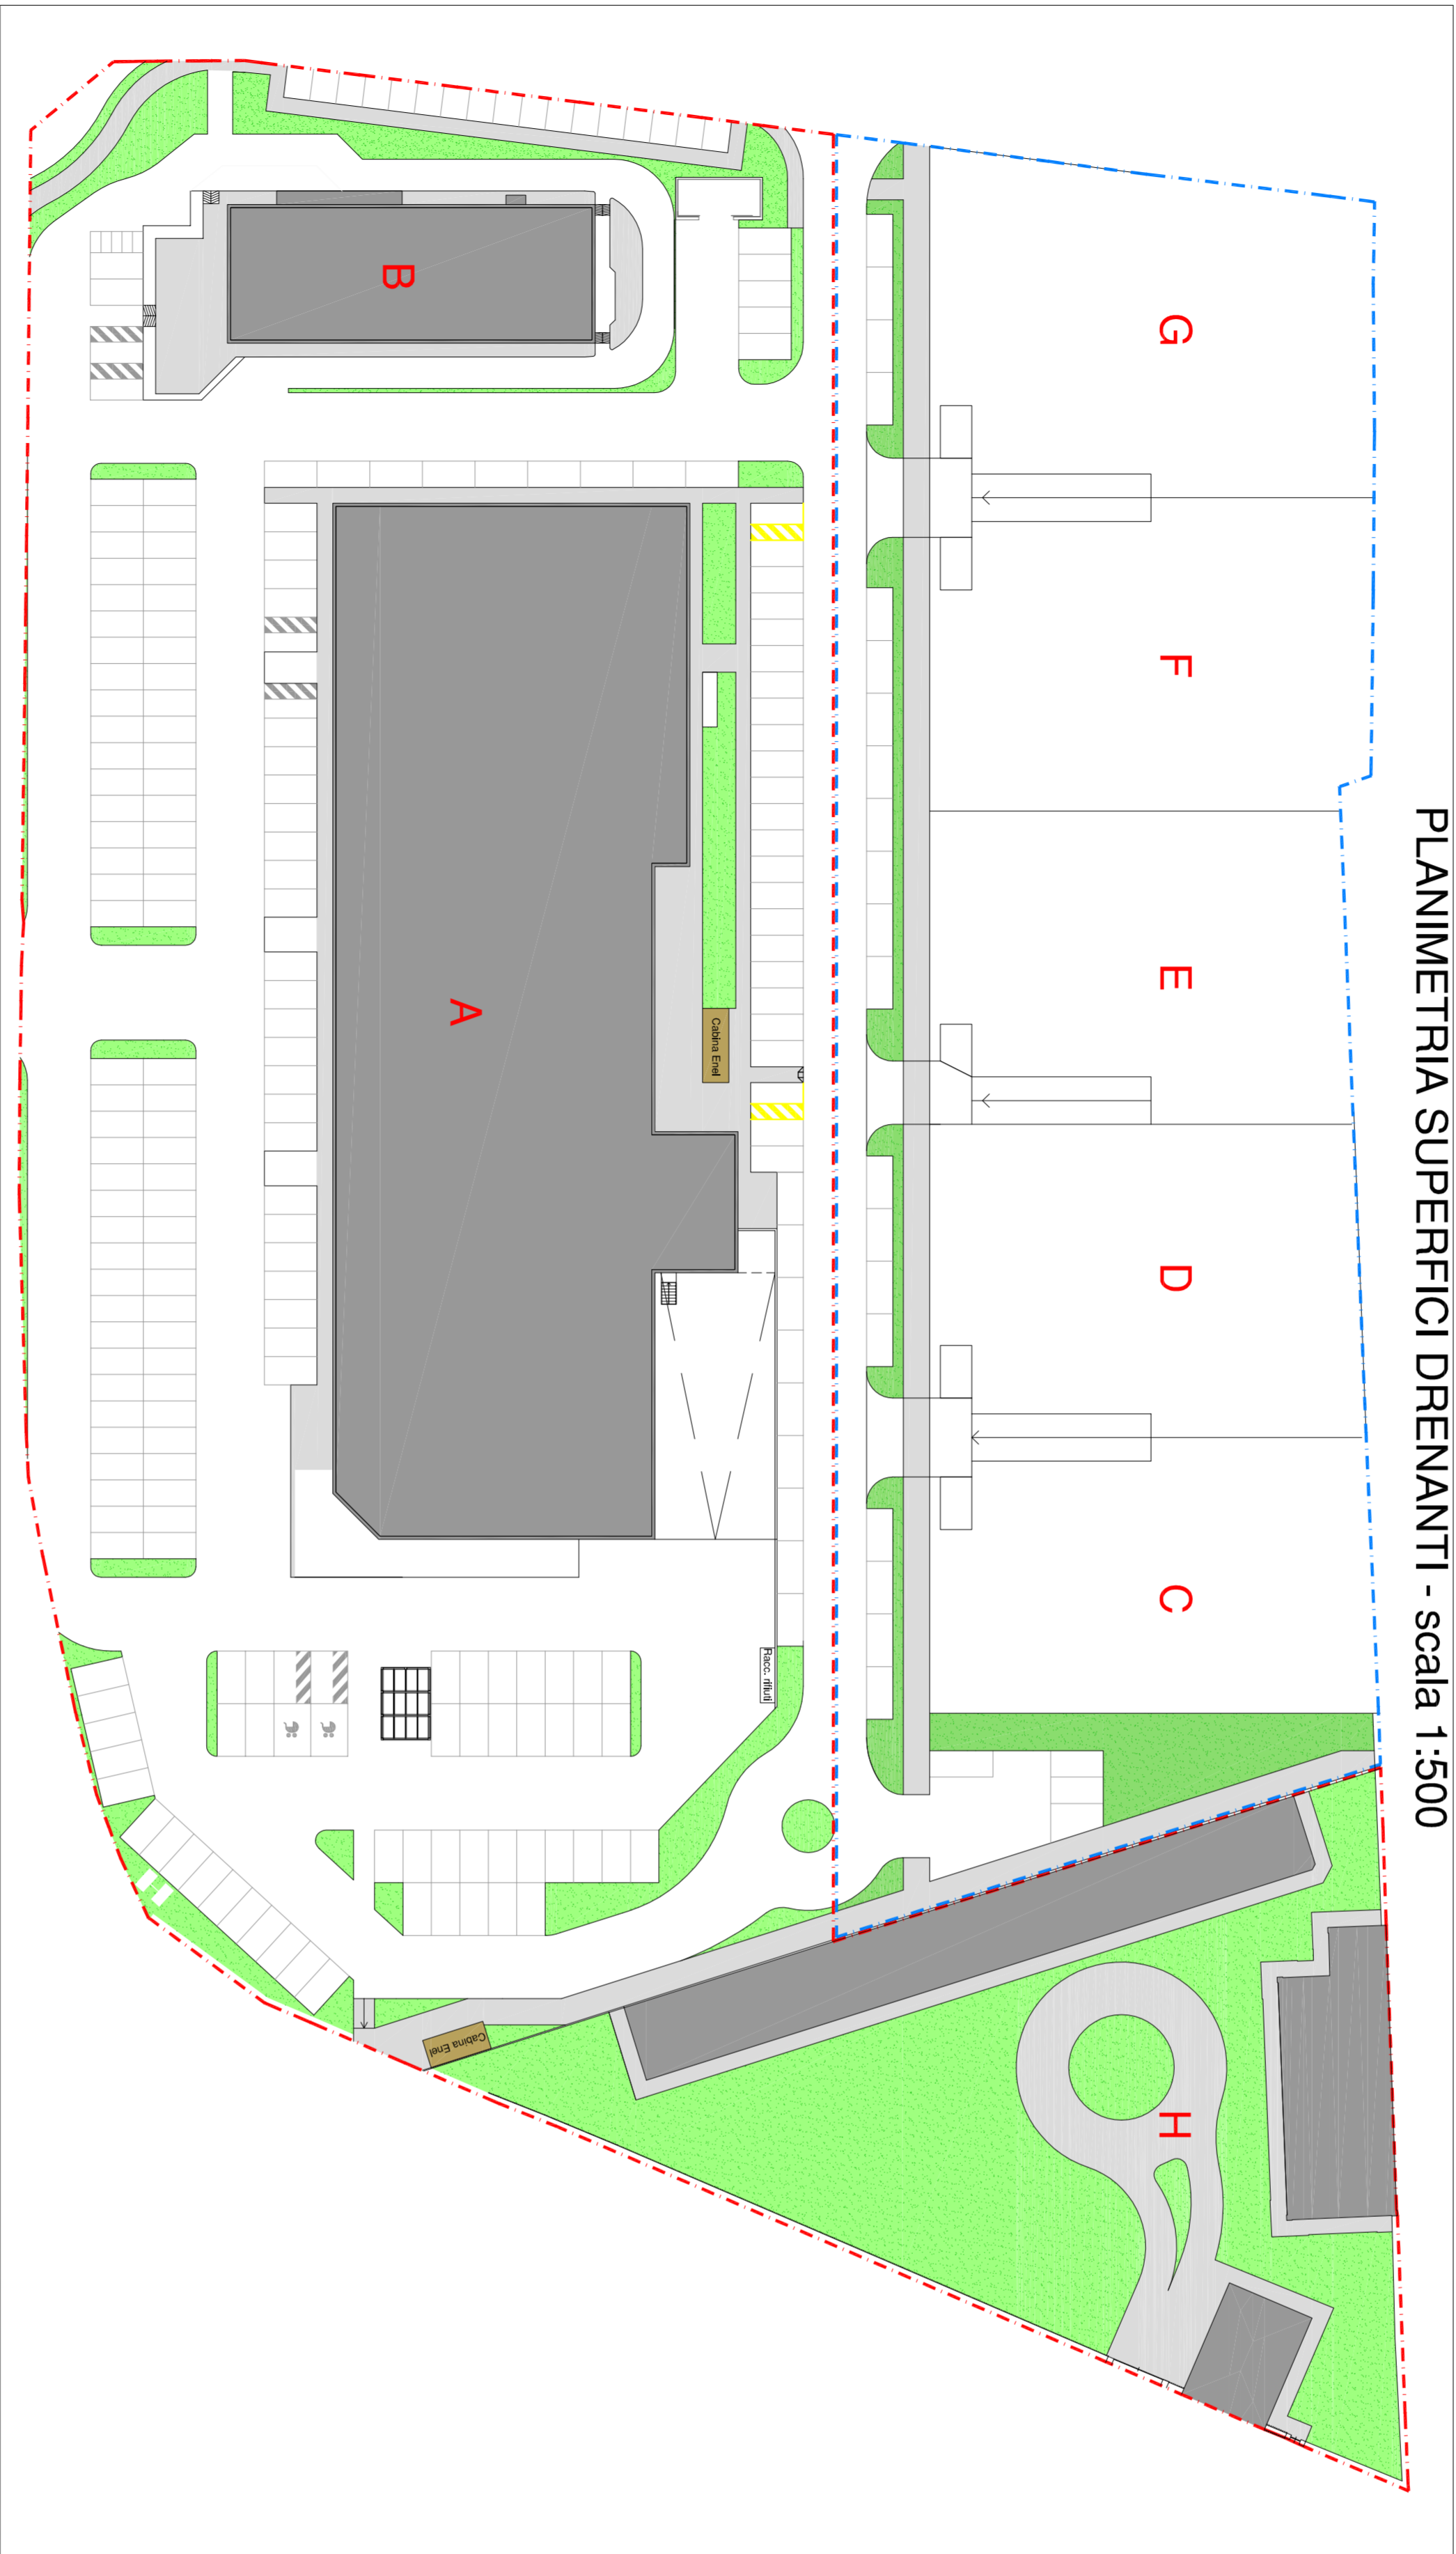 PLANIMETRIA SUPERFICI DRENANTI - scala 1:500
G
F
E
D
C
H
B
A
Cabina Enel
Racc. rifiuti
Cabina Enel